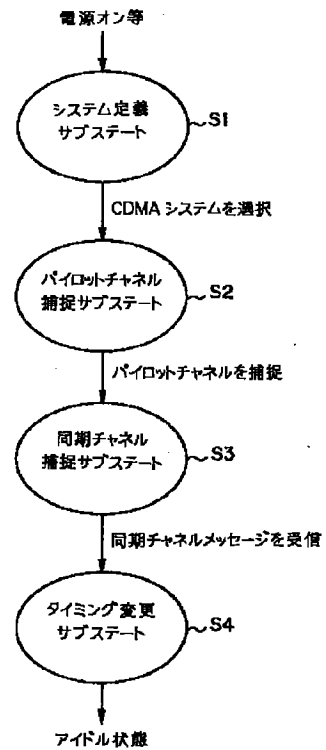 電源オン等
システム定義
サブステート
S1
CDMA システムを選択
パイロットチャネル
捕捉サブステート
S2
パイロットチャネルを捕捉
同期チャネル
捕捉サブステート
S3
同期チャネルメッセージを受信
タイミング変更
サブステート
S4
アイドル状態